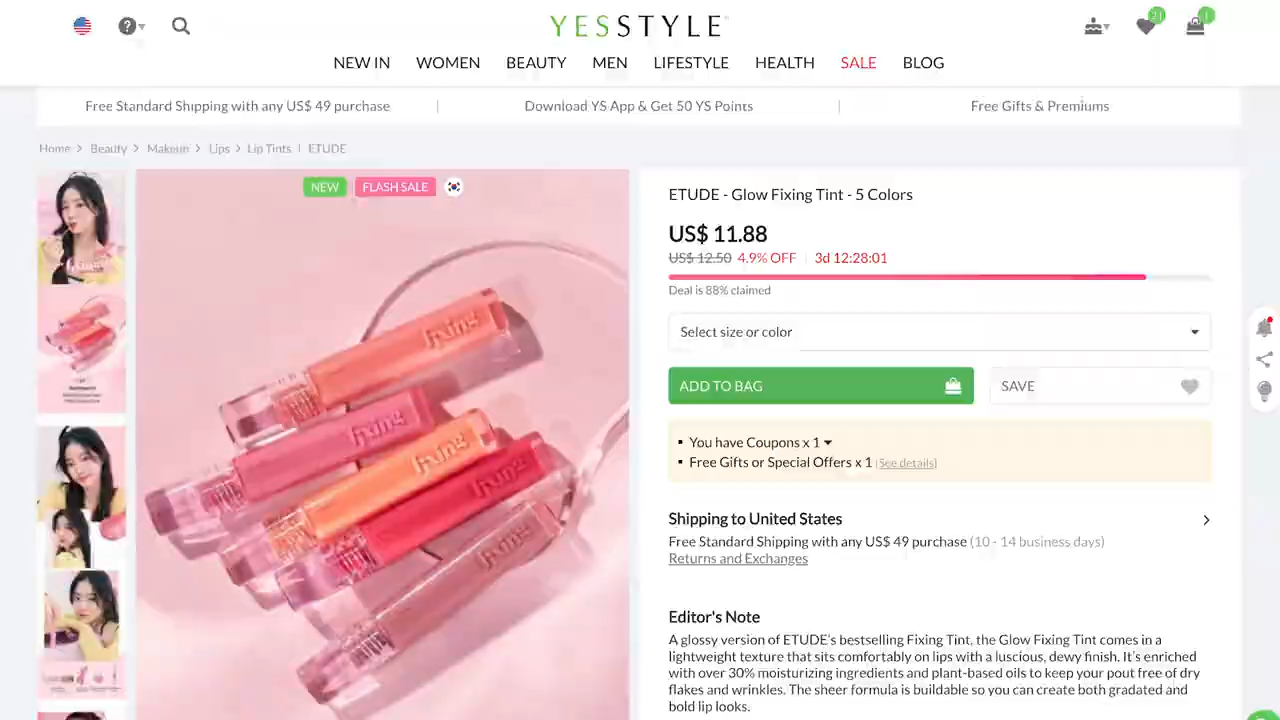 YESSTYLE
NEW IN
WOMEN
BEAUTY
MEN
LIFESTYLE
HEALTH
SALE
BLOG
Free Standard Shipping with any US$ 49 purchase
Download YS App & Get 50 YS Points
Free Gifts & Premiums
Home > Beauty > Makeup > Lips > Lip Tints | ETUDE
NEW
FLASH SALE
fixing
fixing
fixing
fixing
fixing
ETUDE - Glow Fixing Tint - 5 Colors
US$ 11.88
US$ 12.50 4.9% OFF | 3d 12:28:01
Deal is 88% claimed
Select size or color
ADD TO BAG
SAVE
You have Coupons x 1
Free Gifts or Special Offers x 1 (See details)
Shipping to United States
Free Standard Shipping with any US$ 49 purchase (10 - 14 business days)
Returns and Exchanges
Editor's Note
A glossy version of ETUDE's bestselling Fixing Tint, the Glow Fixing Tint comes in a
lightweight texture that sits comfortably on lips with a luscious, dewy finish. It's enriched
with over 30% moisturizing ingredients and plant-based oils to keep your pout free of dry
flakes and wrinkles. The sheer formula is buildable so you can create both gradated and
bold lip looks.